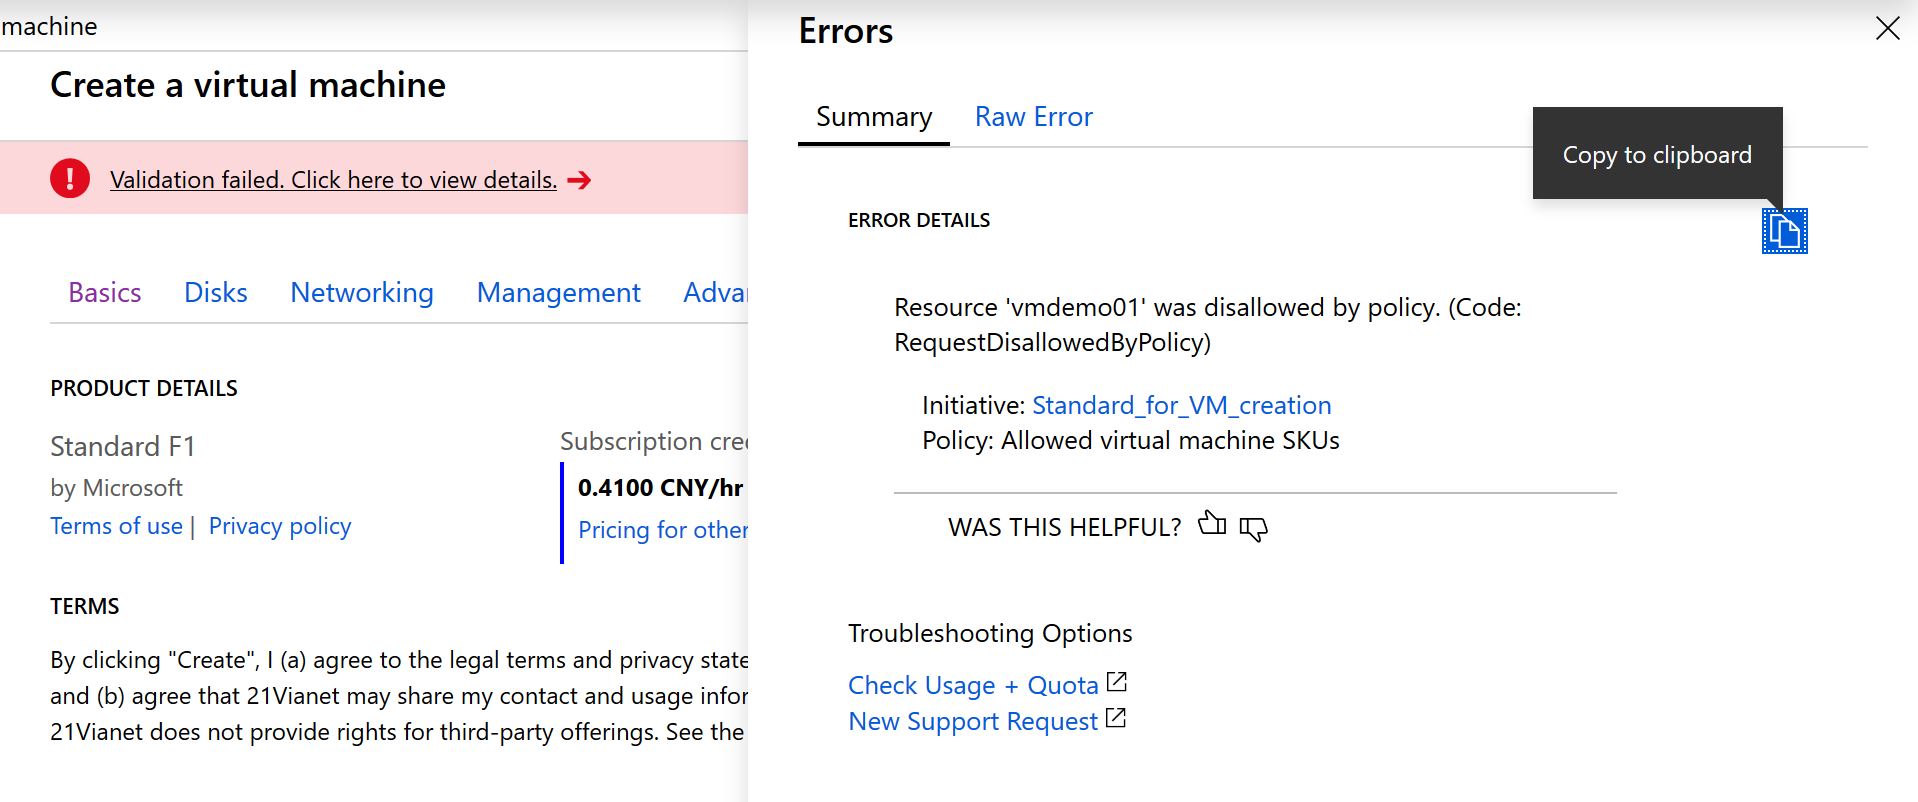 machine
Create a virtual machine
Validation failed. Click here to view details.
Basics Disks Networking Management Advan
PRODUCT DETAILS
Standard F1
by Microsoft
Terms of use | Privacy policy
Subscription cre
0.4100 CNY/hr
Pricing for other
TERMS
By clicking "Create", I (a) agree to the legal terms and privacy state
and (b) agree that 21Vianet may share my contact and usage infor
21Vianet does not provide rights for third-party offerings. See the
Errors
Summary Raw Error
Copy to clipboard
ERROR DETAILS
Resource 'vmdemo01' was disallowed by policy. (Code:
RequestDisallowedByPolicy)
Initiative: Standard_for_VM_creation
Policy: Allowed virtual machine SKUs
WAS THIS HELPFUL?
Troubleshooting Options
Check Usage + Quota
New Support Request